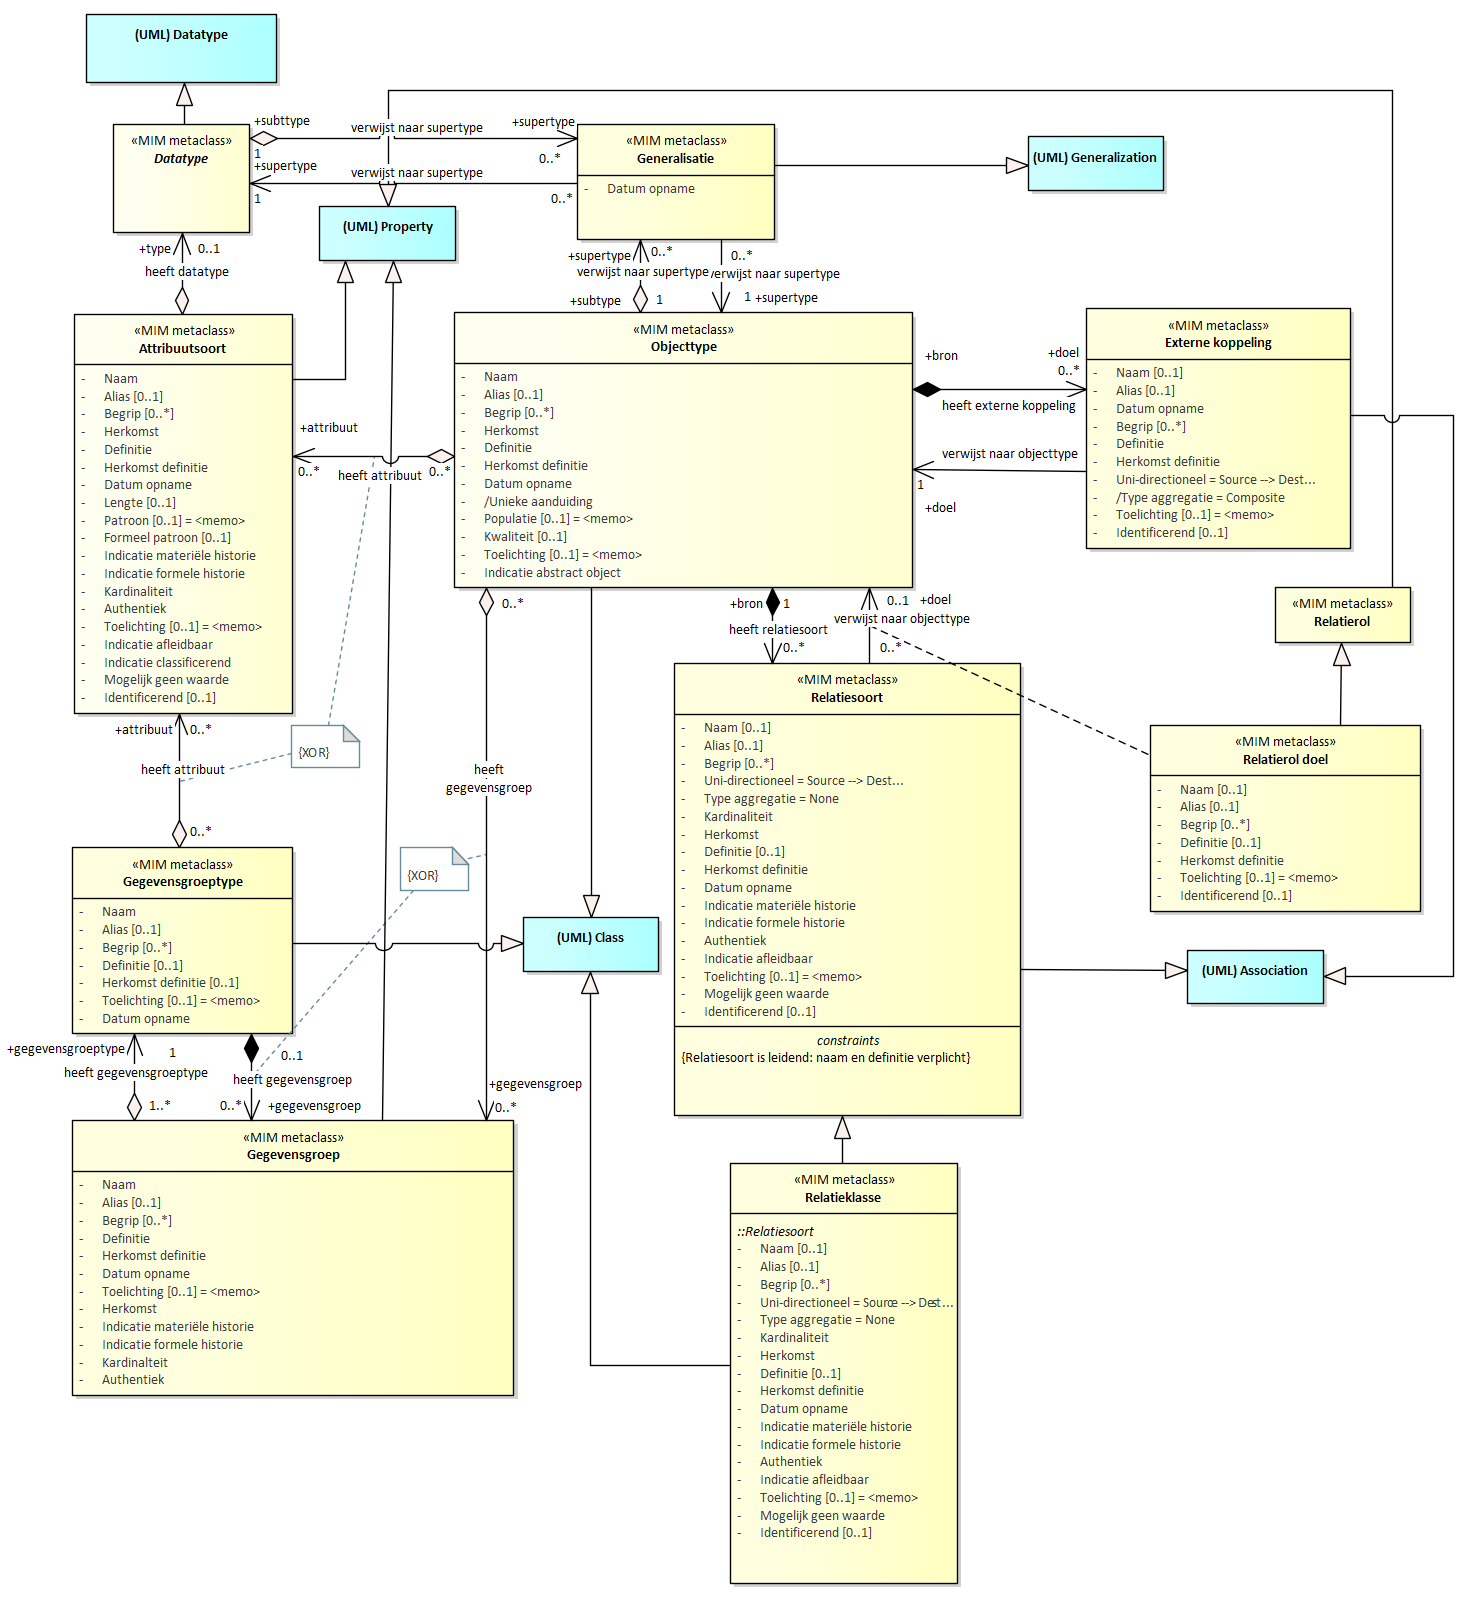 (UML) Datatype
«MIM metaclass»
Datatype
+subttype
1
verwijst naar supertype
+supertype
0..*
+supertype
1
verwijst naar supertype
0..*
«MIM metaclass»
Generalisatie
- Datum opname
(UML) Generalization
(UML) Property
+type
0..1
heeft datatype
+supertype
0..*
verwijst naar supertype
+subtype
1
0..*
verwijst naar supertype
1
+supertype
«MIM metaclass»
Attribuutsoort
- Naam
- Alias [0..1]
- Begrip [0..*]
- Herkomst
- Definitie
- Herkomst definitie
- Datum opname
- Lengte [0..1]
- Patroon [0..1] = <memo>
- Formeel patroon [0..1]
- Indicatie materiële historie
- Indicatie formele historie
- Kardinaliteit
- Authentiek
- Toelichting [0..1] = <memo>
- Indicatie afleidbaar
- Indicatie classificerend
- Mogelijk geen waarde
- Identificerend [0..1]
+attribuut
0..*
heeft attribuut
0..*
«MIM metaclass»
Objecttype
- Naam
- Alias [0..1]
- Begrip [0..*]
- Herkomst
- Definitie
- Herkomst definitie
- Datum opname
- /Unieke aanduiding
- Populatie [0..1] = <memo>
- Kwaliteit [0..1]
- Toelichting [0..1] = <memo>
- Indicatie abstract object
+bron
+doel
0..*
heeft externe koppeling
verwijst naar objecttype
1
+doel
«MIM metaclass»
Externe koppeling
- Naam [0..1]
- Alias [0..1]
- Datum opname
- Begrip [0..*]
- Definitie
- Herkomst definitie
- Uni-directioneel = Source --> Dest...
- /Type aggregatie = Composite
- Toelichting [0..1] = <memo>
- Identificerend [0..1]
«MIM metaclass»
Relatierol
0..*
+bron
1
heeft relatiesoort
0..*
0..1
+doel
verwijst naar objecttype
0..*
«MIM metaclass»
Relatiesoort
- Naam [0..1]
- Alias [0..1]
- Begrip [0..*]
- Uni-directioneel = Source --> Dest...
- Type aggregatie = None
- Kardinaliteit
- Herkomst
- Definitie [0..1]
- Herkomst definitie
- Datum opname
- Indicatie materiële historie
- Indicatie formele historie
- Authentiek
- Indicatie afleidbaar
- Toelichting [0..1] = <memo>
- Mogelijk geen waarde
- Identificerend [0..1]
constraints
{Relatiesoort is leidend: naam en definitie verplicht}
«MIM metaclass»
Relatierol doel
- Naam [0..1]
- Alias [0..1]
- Begrip [0..*]
- Definitie [0..1]
- Herkomst definitie
- Toelichting [0..1] = <memo>
- Identificerend [0..1]
+attribuut
0..*
heeft attribuut
0..*
{XOR}
heeft
gegevensgroep
{XOR}
«MIM metaclass»
Gegevensgroeptype
- Naam
- Alias [0..1]
- Begrip [0..*]
- Definitie [0..1]
- Herkomst definitie [0..1]
- Toelichting [0..1] = <memo>
- Datum opname
(UML) Class
(UML) Association
+gegevensgroeptype
1
heeft gegevensgroeptype
1..*
0..1
heeft gegevensgroep
0..*
+gegevensgroep
+gegevensgroep
0..*
«MIM metaclass»
Gegevensgroep
- Naam
- Alias [0..1]
- Begrip [0..*]
- Definitie
- Herkomst definitie
- Datum opname
- Toelichting [0..1] = <memo>
- Herkomst
- Indicatie materiële historie
- Indicatie formele historie
- Kardinalteit
- Authentiek
«MIM metaclass»
Relatieklasse
::Relatiesoort
- Naam [0..1]
- Alias [0..1]
- Begrip [0..*]
- Uni-directioneel = Source --> Dest...
- Type aggregatie = None
- Kardinaliteit
- Herkomst
- Definitie [0..1]
- Herkomst definitie
- Datum opname
- Indicatie materiële historie
- Indicatie formele historie
- Authentiek
- Indicatie afleidbaar
- Toelichting [0..1] = <memo>
- Mogelijk geen waarde
- Identificerend [0..1]